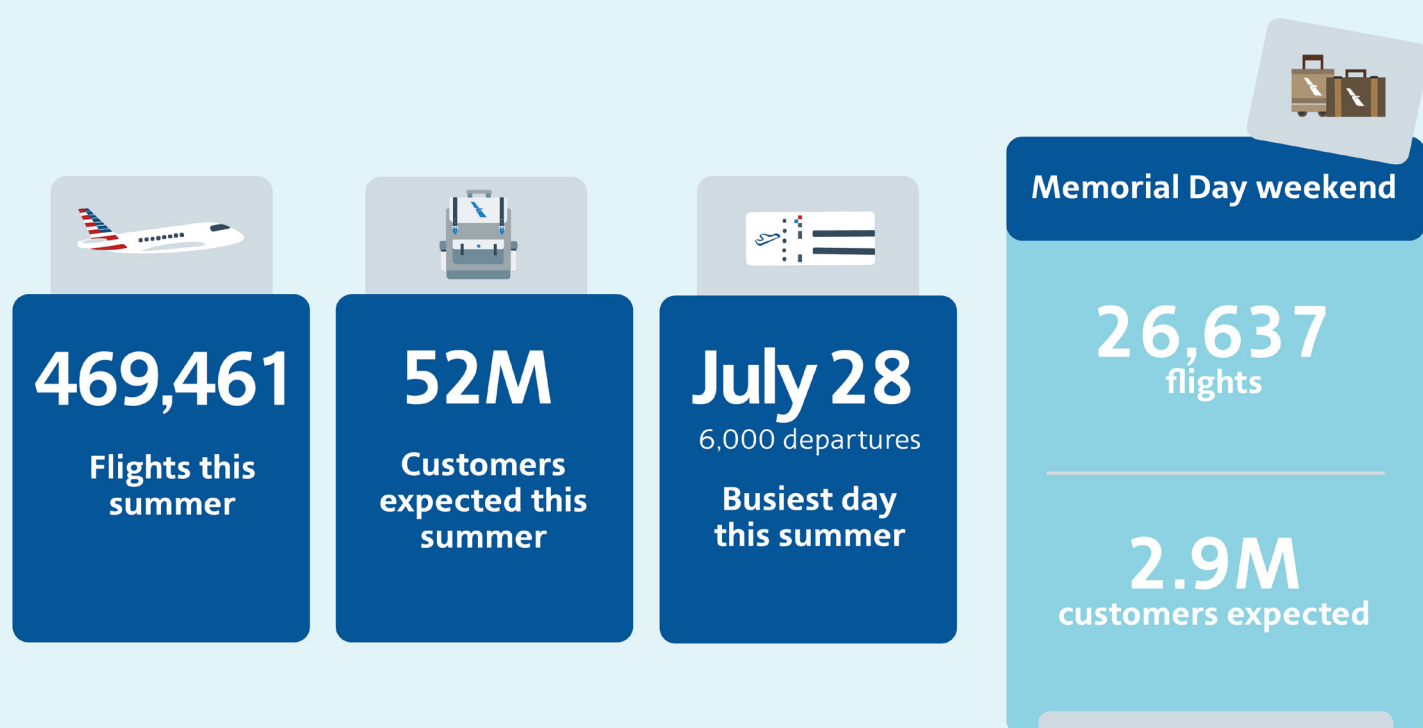 469,461
Flights this
summer
52M
Customers
expected this
summer
July 28
6,000 departures
Busiest day
this summer
Memorial Day weekend
26,637
flights
2.9M
customers expected